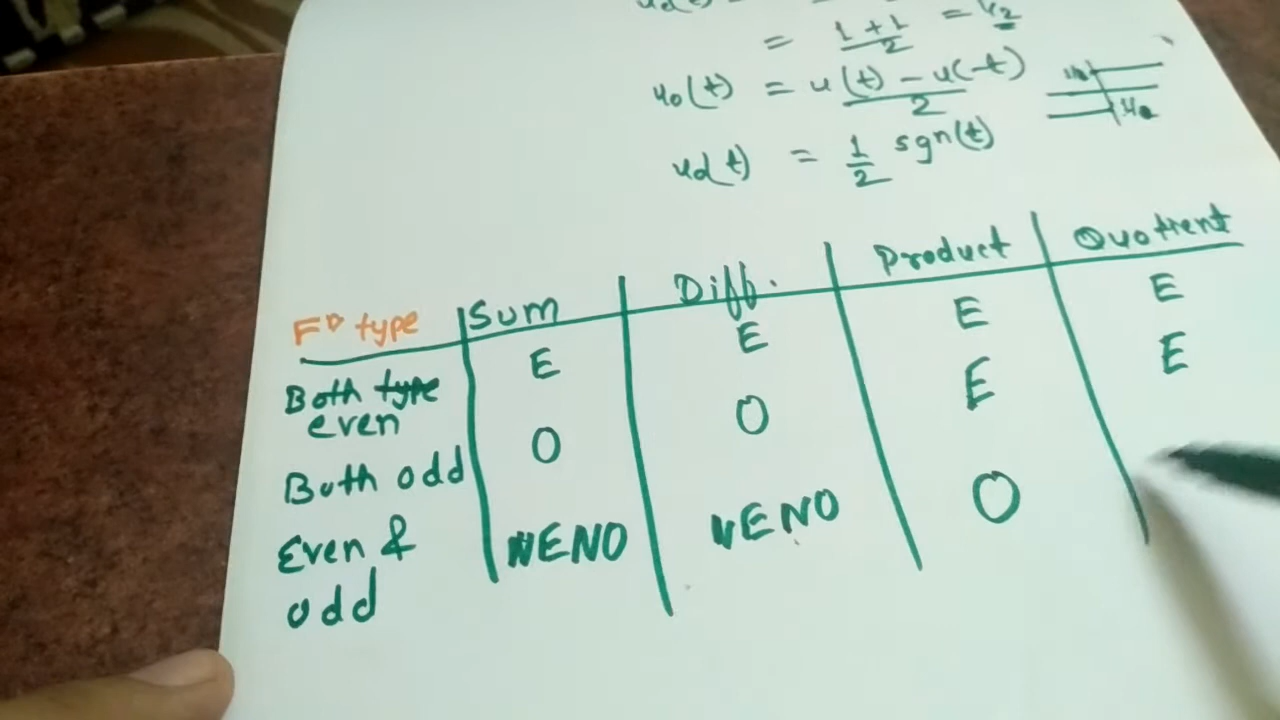 = 1+1/2 = 1/2
u₀(t) = u(t) - u(-t)/2
u₀(t) = 1/2 sgn(t)
Fⁿ type | Sum | Diff. | Product | Quotient
Both type even | E | E | E | E
Both odd | O | O | E | E
Even & odd | NENO | NENO | O